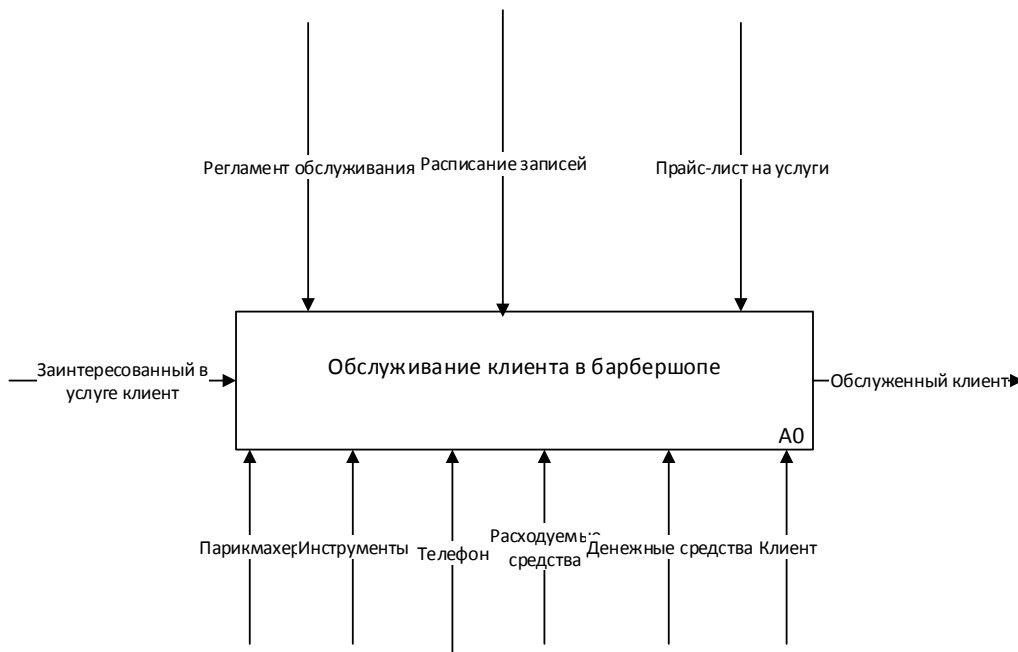 Регламент обслуживания
Расписание записей
Прайс-лист на услуги
Заинтересованный в
услуге клиент
Обслуживание клиента в барбершопе
Обслуженный клиент
A0
Парикмахер
Инструменты
Телефон
Расходуемые
средства
Денежные средства
Клиент